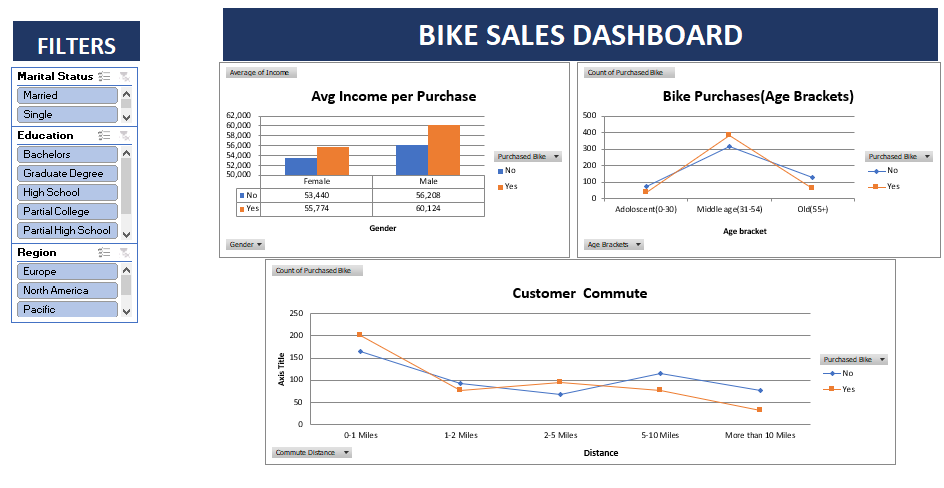 FILTERS
BIKE SALES DASHBOARD
Marital Status
Married
Single
Education
Bachelors
Graduate Degree
High School
Partial College
Partial High School
Region
Europe
North America
Pacific
Average of Income
Avg Income per Purchase
62,000
60,000
58,000
56,000
54,000
52,000
50,000
Female Male
No 53,440 56,208
Yes 55,774 60,124
Gender
Purchased Bike
No
Yes
Gender
Count of Purchased Bike
Bike Purchases(Age Brackets)
500
400
300
200
100
0
Adoloscent(0-30) Middle age(31-54) Old(55+)
Age bracket
Purchased Bike
No
Yes
Age Brackets
Count of Purchased Bike
Customer Commute
250
200
150
100
50
0
Axis Title
0-1 Miles 1-2 Miles 2-5 Miles 5-10 Miles More than 10 Miles
Distance
Purchased Bike
No
Yes
Commute Distance